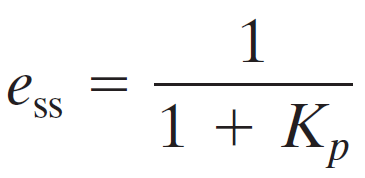 e_ss = 1 / (1 + K_p)